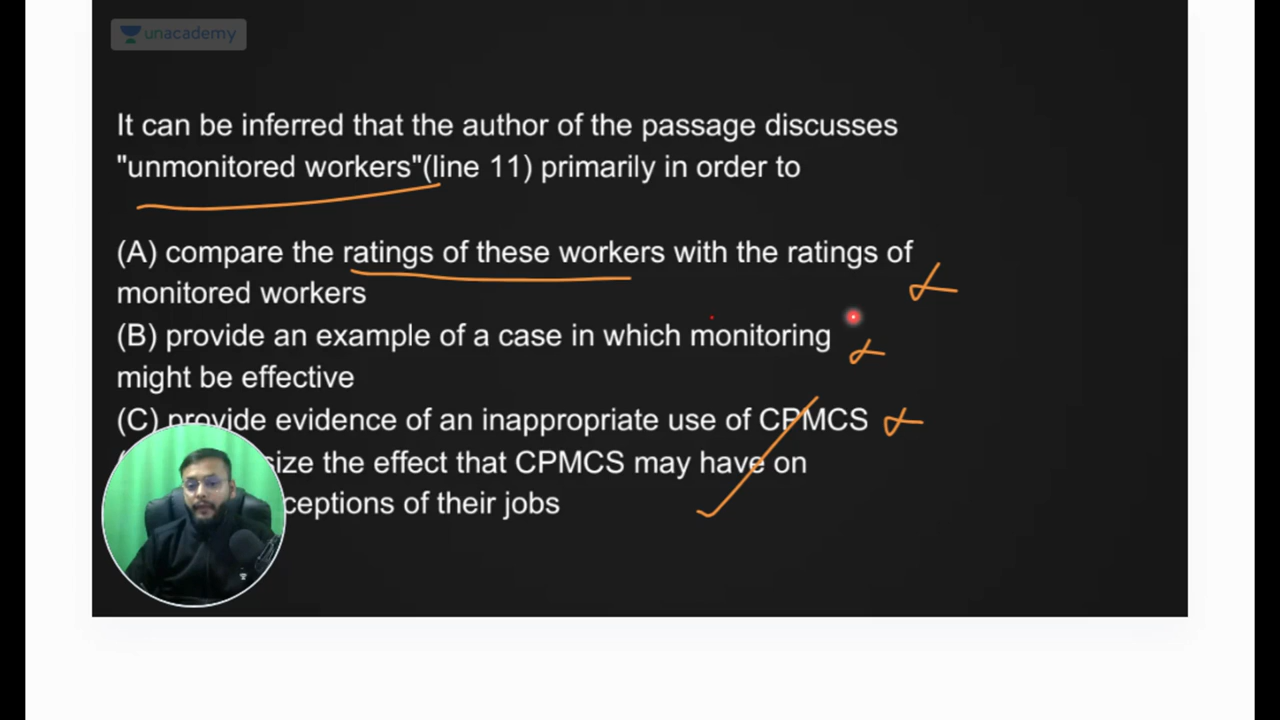 unacademy
It can be inferred that the author of the passage discusses
"unmonitored workers"(line 11) primarily in order to
(A) compare the ratings of these workers with the ratings of
monitored workers
(B) provide an example of a case in which monitoring
might be effective
(C) provide evidence of an inappropriate use of CPMCS
the effect that CPMCS may have on
of their jobs